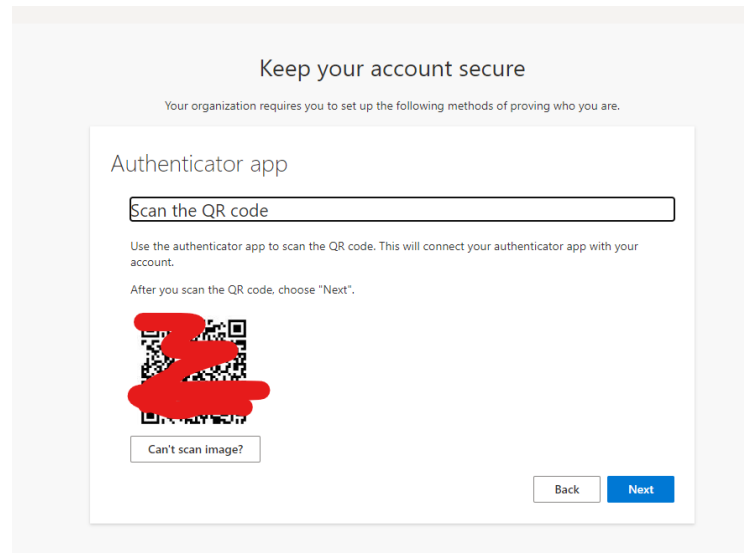 Keep your account secure
Your organization requires you to set up the following methods of proving who you are.
Authenticator app
Scan the QR code
Use the authenticator app to scan the QR code. This will connect your authenticator app with your
account.
After you scan the QR code, choose "Next".
Can't scan image?
Back
Next